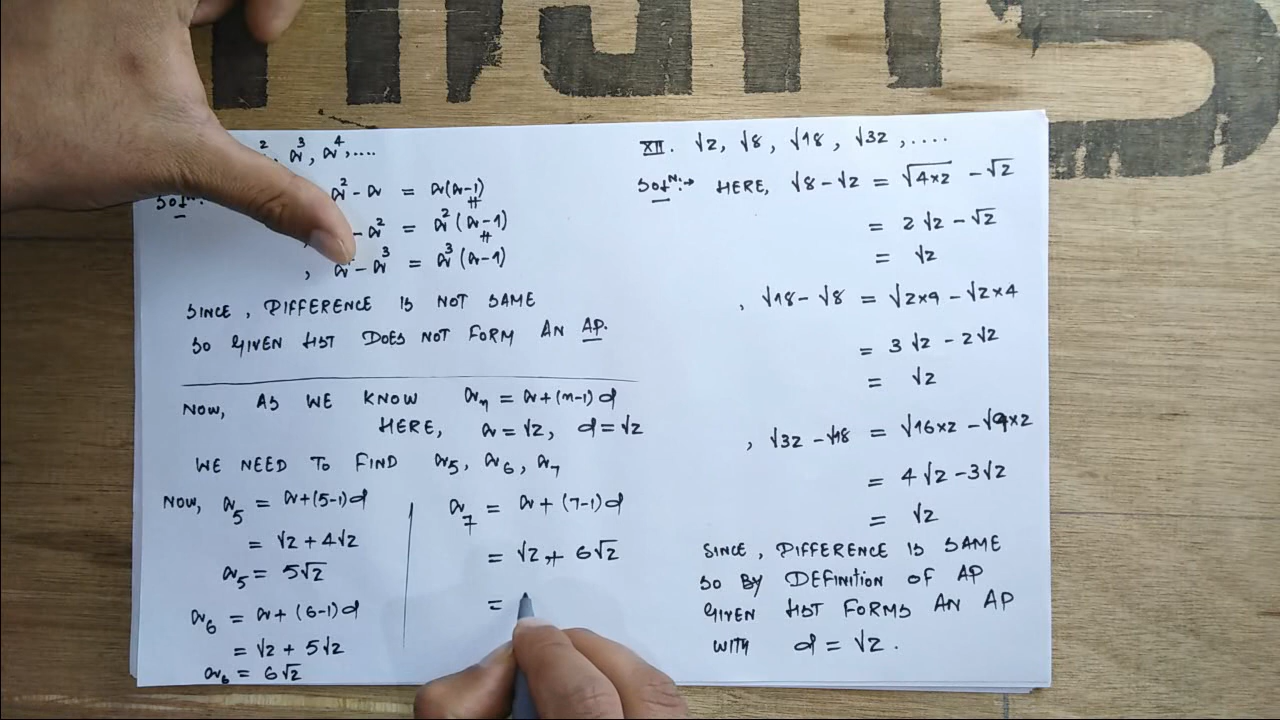 ², a³, a⁴, ....
Solⁿ:
a² - a = a(a-1)
- a² = a²(a-1)
, a - a³ = a³(a-1)
SINCE, DIFFERENCE IS NOT SAME
SO GIVEN LIST DOES NOT FORM AN AP.
NOW, AS WE KNOW aₙ = a+(n-1)d
HERE, a=√2, d=√2
WE NEED TO FIND a₅, a₆, a₇
NOW, a₅ = a+(5-1)d
= √2 + 4√2
a₅ = 5√2
a₆ = a + (6-1)d
= √2 + 5√2
a₆ = 6√2
a₇ = a + (7-1)d
= √2 + 6√2
=
XII. √2, √8, √18, √32, ....
Solᴺ:→ HERE, √8-√2 = √4×2 - √2
= 2√2 - √2
= √2
, √18 - √8 = √2×9 - √2×4
= 3√2 - 2√2
= √2
, √32 - √18 = √16×2 - √9×2
= 4√2 - 3√2
= √2
SINCE, DIFFERENCE IS SAME
SO BY DEFINITION OF AP
GIVEN LIST FORMS AN AP
WITH d = √2.